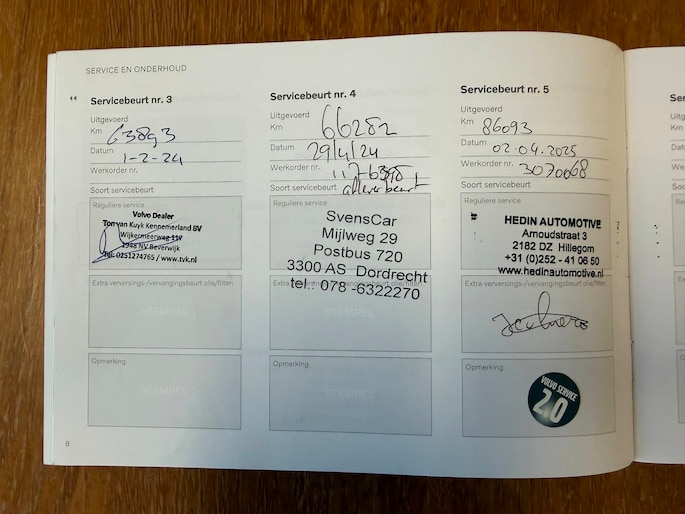 SERVICE EN ONDERHOUD
Servicebeurt nr. 3
Uitgevoerd
Km 63893
Datum 1-2-24
Werkorder nr.
Soort servicebeurt
Reguliere service
Volvo Dealer
Ton van Kuyk Kennemerland BV
Wijkermeerweg 117
1948 NV Beverwijk
Tel: 0251274765 / www.tvk.nl
Extra verversings-/vervangingsbeurt olie/filter:
STEMPEL
Opmerking
STEMPEL
8
Servicebeurt nr. 4
Uitgevoerd
Km 66282
Datum 29/4/24
Werkorder nr.
Soort servicebeurt
Reguliere service
SvensCar
Mijlweg 29
Postbus 720
3300 AS Dordrecht
tel.: 078 -6322270
Extra verversings-/vervangingsbeurt olie/filter:
STEMPEL
Opmerking
STEMPEL
Servicebeurt nr. 5
Uitgevoerd
Km 86093
Datum 02.04.2025
Werkorder nr. 3030068
Soort servicebeurt
Reguliere service
HEDIN AUTOMOTIVE
Arnoudstraat 3
2182 DZ Hillegom
+31 (0)252 - 41 06 50
www.hedinautomotive.nl
Extra verversings-/vervangingsbeurt olie/filter:
Opmerking
VOLVO SERVICE
2.0